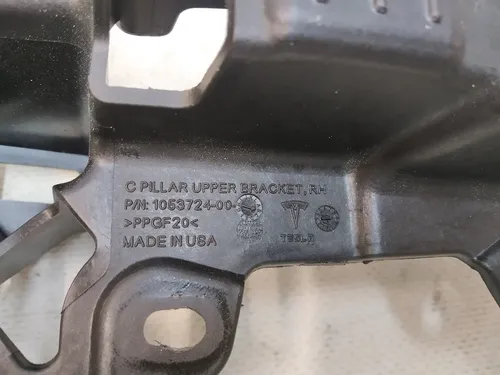 C PILLAR UPPER BRACKET, RH
P/N: 1053724-00-
>PPGF20<
MADE IN USA
TESLA